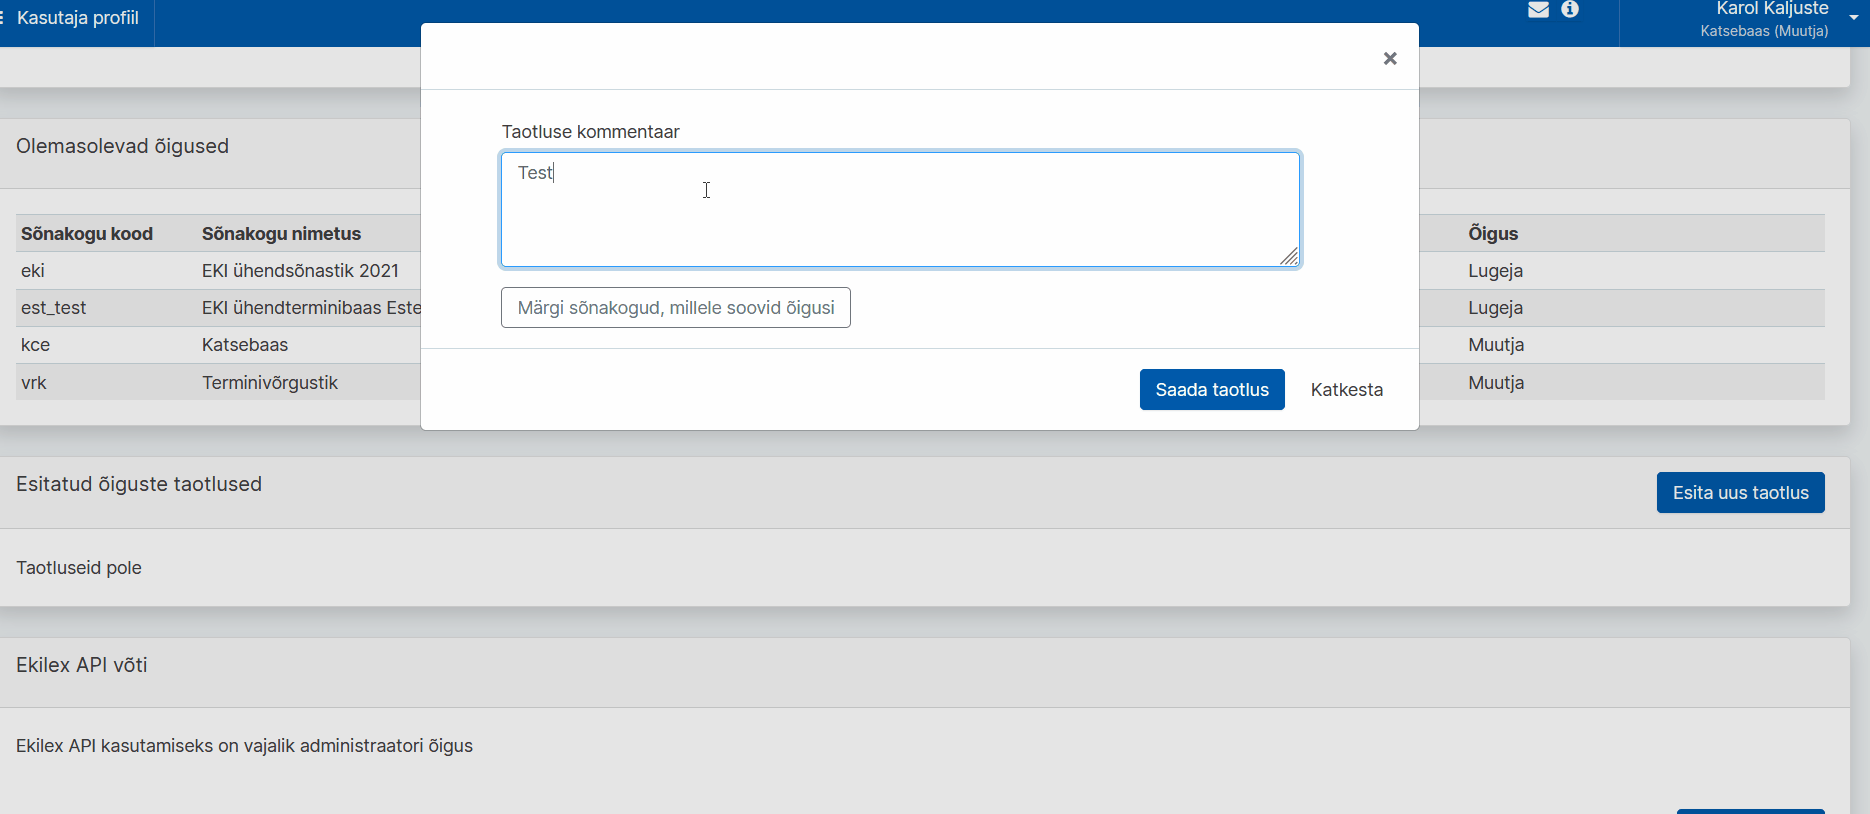 Kasutaja profiil
Karol Kaljuste
Katsebaas (Muutja)
×
Taotluse kommentaar
Test
Märgi sõnakogud, millele soovid õigusi
Saada taotlus Katkesta
Olemasolevad õigused
Sõnakogu kood Sõnakogu nimetus Õigus
eki EKI ühendsõnastik 2021 Lugeja
est_test EKI ühendterminibaas Este Lugeja
kce Katsebaas Muutja
vrk Terminivõrgustik Muutja
Esitatud õiguste taotlused
Esita uus taotlus
Taotluseid pole
Ekilex API võti
Ekilex API kasutamiseks on vajalik administraatori õigus